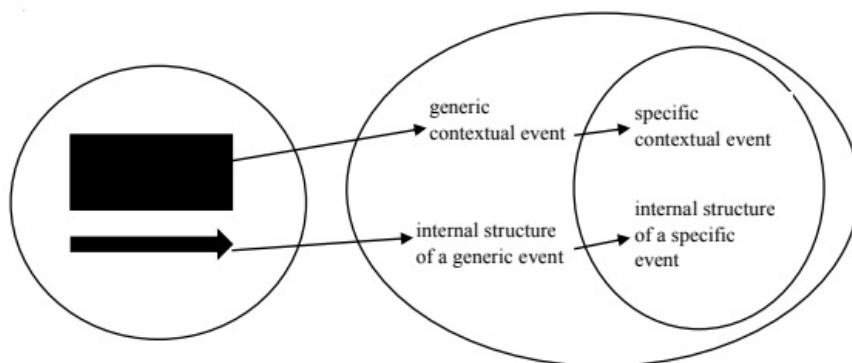 generic
contextual event
specific
contextual event
internal structure
of a generic event
internal structure
of a specific
event